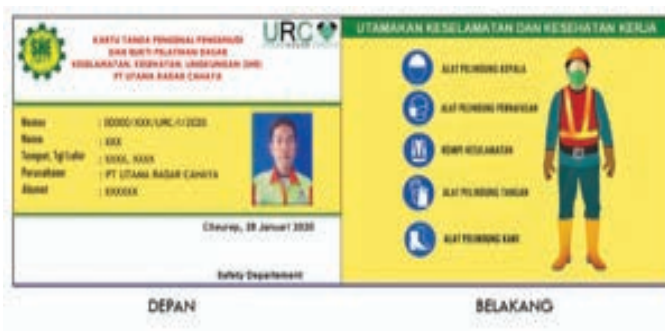 SHE
KARTU TANDA PENGENAL PENGEMUDI
DAN BUKTI PELATIHAN DASAR
KESELAMATAN, KESEHATAN, LINGKUNGAN (SHE)
PT UTAMA RADAR CAHAYA
URC
Nomor : 00000/XXX/URC-I/2020
Nama : XXX
Tempat, Tgl Lahir : XXXX, XXXX
Perusahaan : PT UTAMA RADAR CAHAYA
Alamat : XXXXXX
Citeurep, 28 Januari 2020
Safety Departement
DEPAN
UTAMAKAN KESELAMATAN DAN KESEHATAN KERJA
ALAT PELINDUNG KEPALA
ALAT PELINDUNG PERNAFASAN
ROMPI KESELAMATAN
ALAT PELINDUNG TANGAN
ALAT PELINDUNG KAKI
BELAKANG